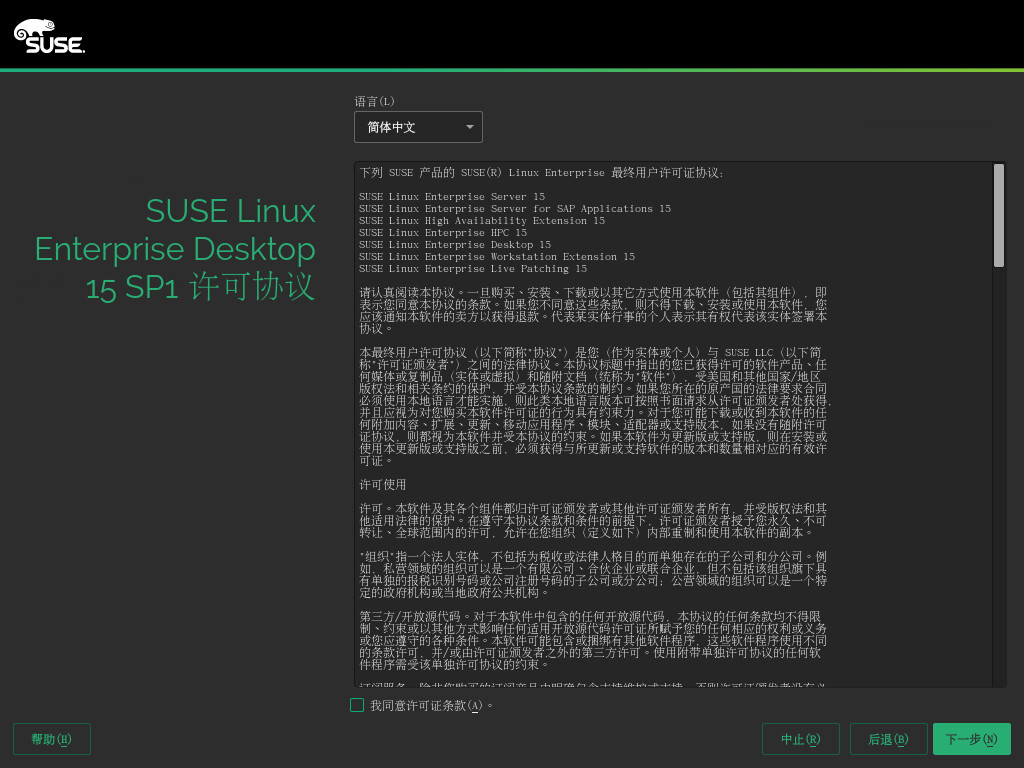 SUSE
语言(L)
简体中文
SUSE Linux
Enterprise Desktop
15 SP1 许可协议
下列 SUSE 产品的 SUSE(R) Linux Enterprise 最终用户许可证协议:
SUSE Linux Enterprise Server 15
SUSE Linux Enterprise Server for SAP Applications 15
SUSE Linux High Availability Extension 15
SUSE Linux Enterprise HPC 15
SUSE Linux Enterprise Desktop 15
SUSE Linux Enterprise Workstation Extension 15
SUSE Linux Enterprise Live Patching 15
请认真阅读本协议。一旦购买、安装、下载或以其它方式使用本软件（包括其组件），即
表示您同意本协议的条款。如果您不同意这些条款，则不得下载、安装或使用本软件，您
应该通知本软件的卖方以获得退款。代表某实体行事的个人表示其有权代表该实体签署本
协议。
本最终用户许可协议（以下简称"协议"）是您（作为实体或个人）与 SUSE LLC（以下简
称"许可证颁发者"）之间的法律协议。本协议标题中指出的您已获得许可的软件产品、任
何媒体或复制品（实体或虚拟）和随附文档（统称为"软件"），受美国和其他国家/地区
版权法和相关条约的保护，并受本协议条款的制约。如果您所在的原产国的法律要求合同
必须使用本地语言才能实施，则此类本地语言版本可按照书面请求从许可证颁发者处获得，
并且应视为对您购买本软件许可证的行为具有约束力。对于您可能下载或收到本软件的任
何附加内容、扩展、更新、移动应用程序、模块、适配器或支持版本，如果没有随附许可
证协议，则都视为本软件并受本协议的约束。如果本软件为更新版或支持版，则在安装或
使用本更新版或支持版之前，必须获得与所更新或支持软件的版本和数量相对应的有效许
可证。
许可使用
许可。本软件及其各个组件都归许可证颁发者或其他许可证颁发者所有，并受版权法和其
他适用法律的保护。在遵守本协议条款和条件的前提下，许可证颁发者授予您永久、不可
转让、全球范围内的许可，允许在您组织（定义如下）内部重制和使用本软件的副本。
"组织"指一个法人实体，不包括为税收或法律人格目的而单独存在的子公司和分公司。例
如，私营领域的组织可以是一个有限公司、合伙企业或联合企业，但不包括该组织旗下具
有单独的报税识别号码或公司注册号码的子公司或分公司；公营领域的组织可以是一个特
定的政府机构或当地政府公共机构。
第三方/开放源代码。对于本软件中包含的任何开放源代码，本协议的任何条款均不得限
制、约束或以其他方式影响任何适用开放源代码许可证所赋予您的任何相应的权利或义务
或您应遵守的各种条件。本软件可能包含或捆绑有其他软件程序，这些软件程序使用不同
的条款许可，并/或由许可证颁发者之外的第三方许可。使用附带单独许可协议的任何软
件程序需受该单独许可协议的约束。
我同意许可证条款(A)。
帮助(H)
中止(R)
后退(B)
下一步(N)